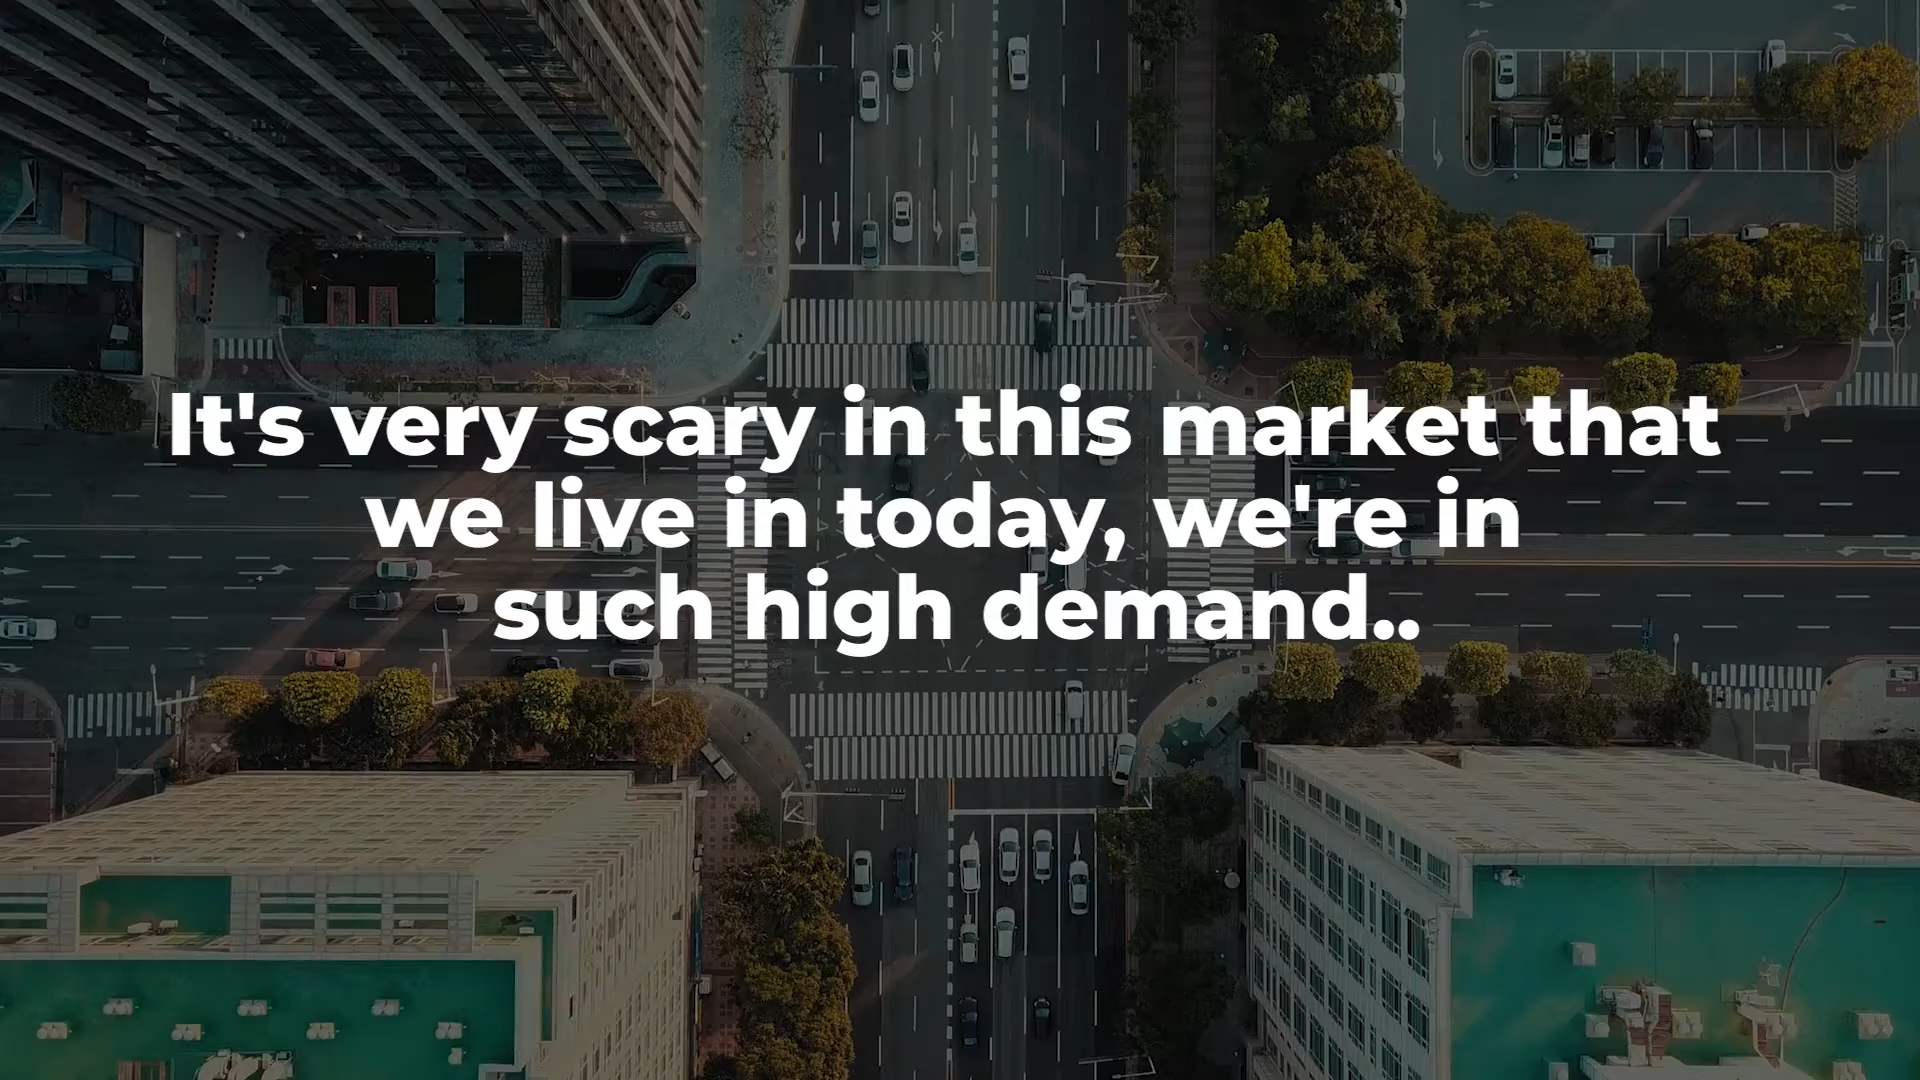 It's very scary in this market that
we live in today, we're in
such high demand..